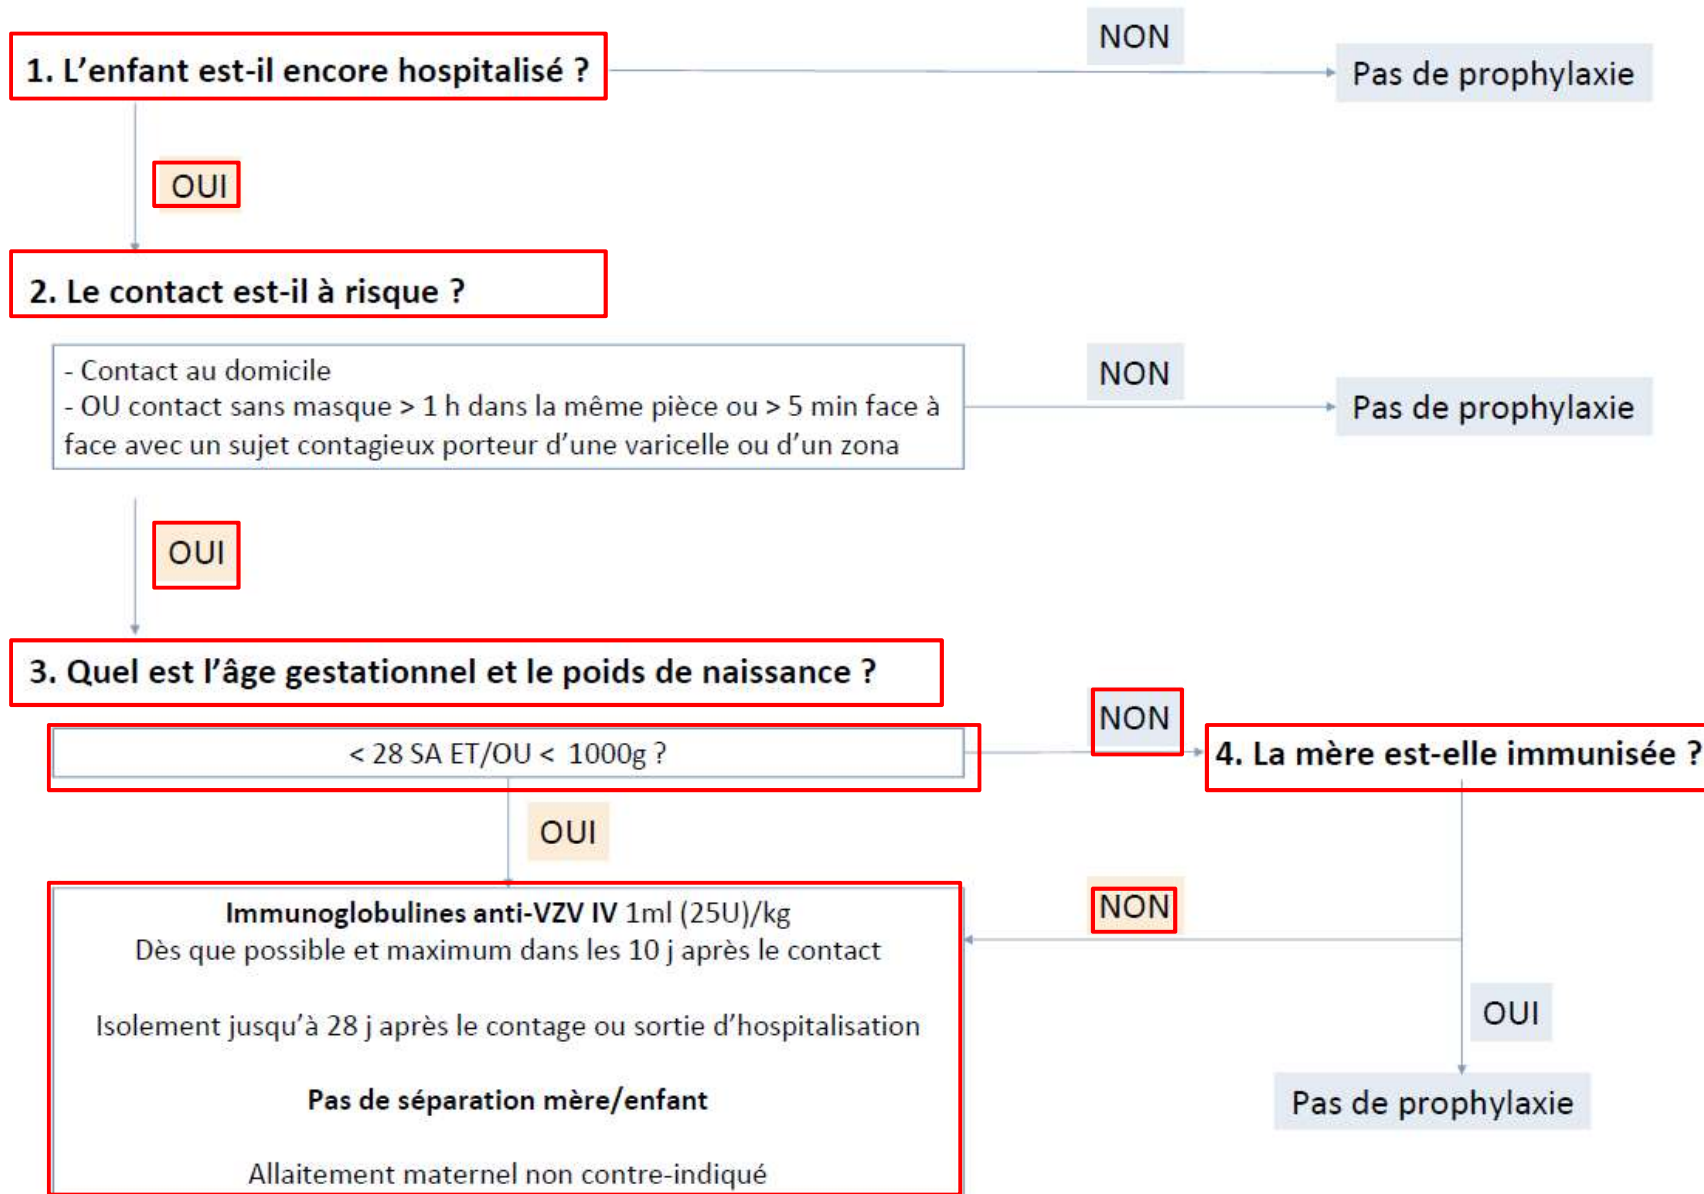 1. L'enfant est-il encore hospitalisé ?
NON
Pas de prophylaxie
OUI
2. Le contact est-il à risque ?
- Contact au domicile
- OU contact sans masque > 1 h dans la même pièce ou > 5 min face à
face avec un sujet contagieux porteur d'une varicelle ou d'un zona
NON
Pas de prophylaxie
OUI
3. Quel est l'âge gestationnel et le poids de naissance ?
< 28 SA ET/OU < 1000g ?
NON
4. La mère est-elle immunisée ?
OUI
Immunoglobulines anti-VZV IV 1ml (25U)/kg
Dès que possible et maximum dans les 10 j après le contact
Isolement jusqu'à 28 j après le contage ou sortie d'hospitalisation
Pas de séparation mère/enfant
Allaitement maternel non contre-indiqué
NON
OUI
Pas de prophylaxie